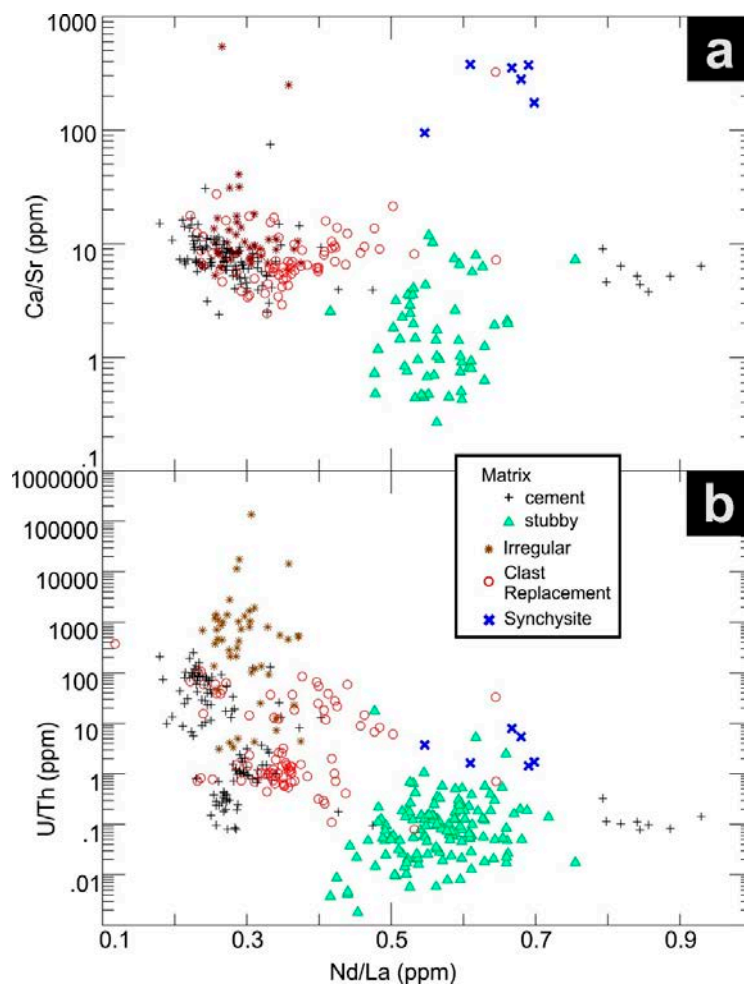 1000
a
100
Ca/Sr (ppm)
10
1
.1
1000000
Matrix
cement
b
100000
stubby
Irregular
10000
Clast
Replacement
1000
Synchysite
100
U/Th (ppm)
10
1
.1
.01
0.1 0.3 0.5 0.7 0.9
Nd/La (ppm)